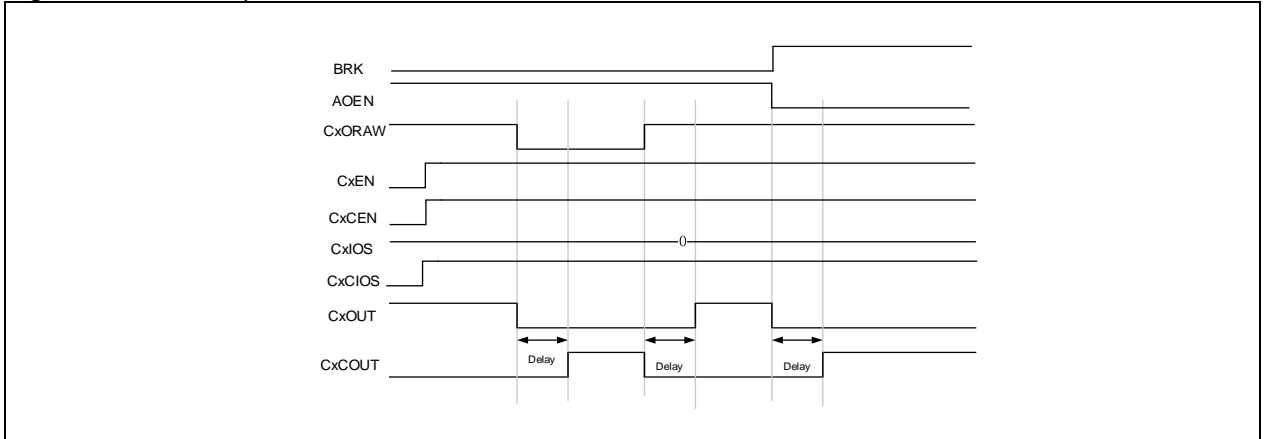 BRK
AOEN
CxORAW
CxEN
CxCEN
CxIOS
0
CxCIOS
CxOUT
CxCOUT
Delay
Delay
Delay